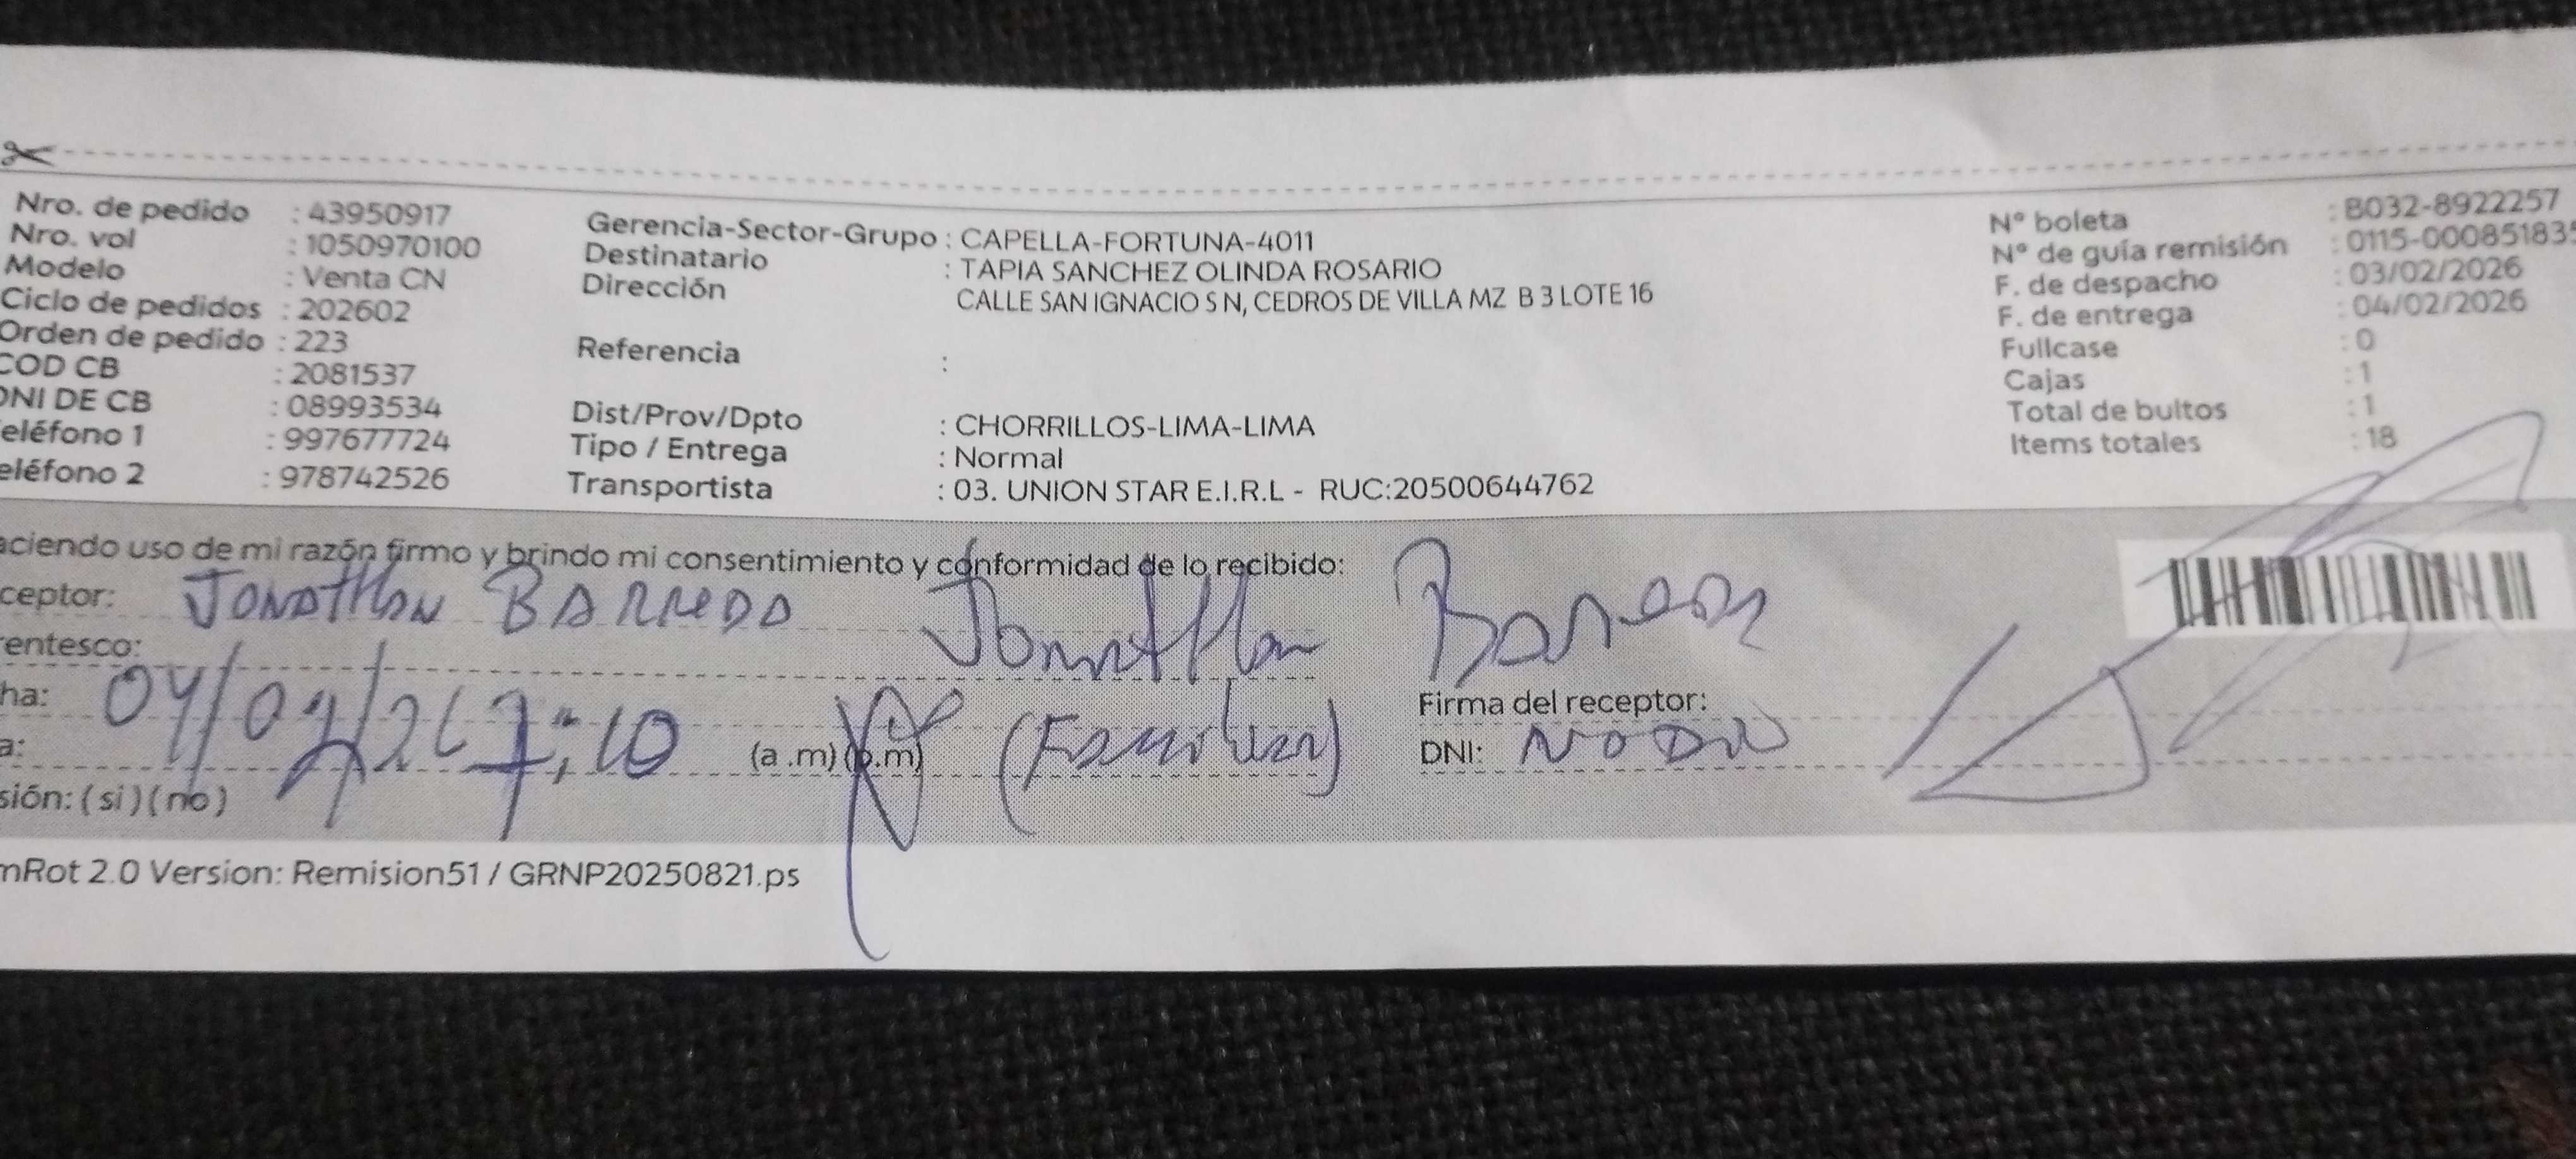 Nro. de pedido : 43950917
Nro. vol : 1050970100
Modelo : Venta CN
Ciclo de pedidos : 202602
Orden de pedido : 223
COD CB : 2081537
DNI DE CB : 08993534
eléfono 1 : 997677724
eléfono 2 : 978742526
Gerencia-Sector-Grupo : CAPELLA-FORTUNA-4011
Destinatario : TAPIA SANCHEZ OLINDA ROSARIO
Dirección CALLE SAN IGNACIO S N, CEDROS DE VILLA MZ B 3 LOTE 16
Referencia :
Dist/Prov/Dpto : CHORRILLOS-LIMA-LIMA
Tipo / Entrega : Normal
Transportista : 03. UNION STAR E.I.R.L - RUC:20500644762
N° boleta : B032-8922257
N° de guía remisión : 0115-00085183
F. de despacho : 03/02/2026
F. de entrega : 04/02/2026
Fullcase : 0
Cajas : 1
Total de bultos : 1
Items totales : 18
aciendo uso de mi razón firmo y brindo mi consentimiento y conformidad de lo recibido:
ceptor: JONATHAN BARREDA Jonathan
rentesco:
ha: 04/02/26 7:10
a: (a .m) (p.m) (Familiar)
Firma del receptor:
DNI:
sión: ( si ) ( no )
mRot 2.0 Version: Remision51 / GRNP20250821.ps